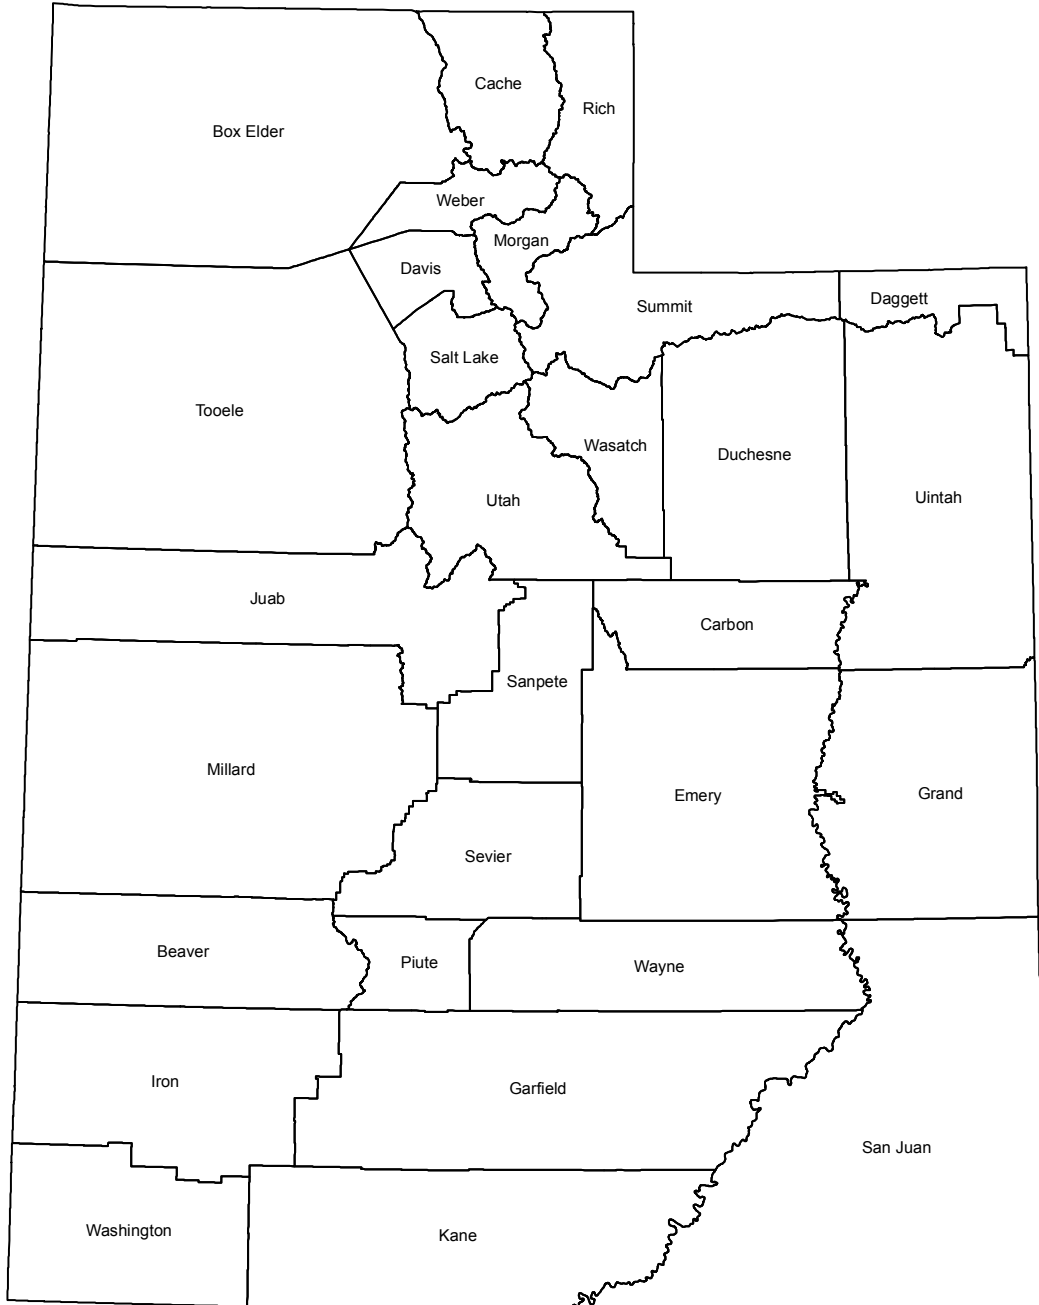 Cache
Rich
Box Elder
Weber
Morgan
Davis
Daggett
Summit
Salt Lake
Tooele
Wasatch
Duchesne
Uintah
Utah
Juab
Carbon
Sanpete
Millard
Emery
Grand
Sevier
Beaver
Piute
Wayne
Iron
Garfield
San Juan
Washington
Kane